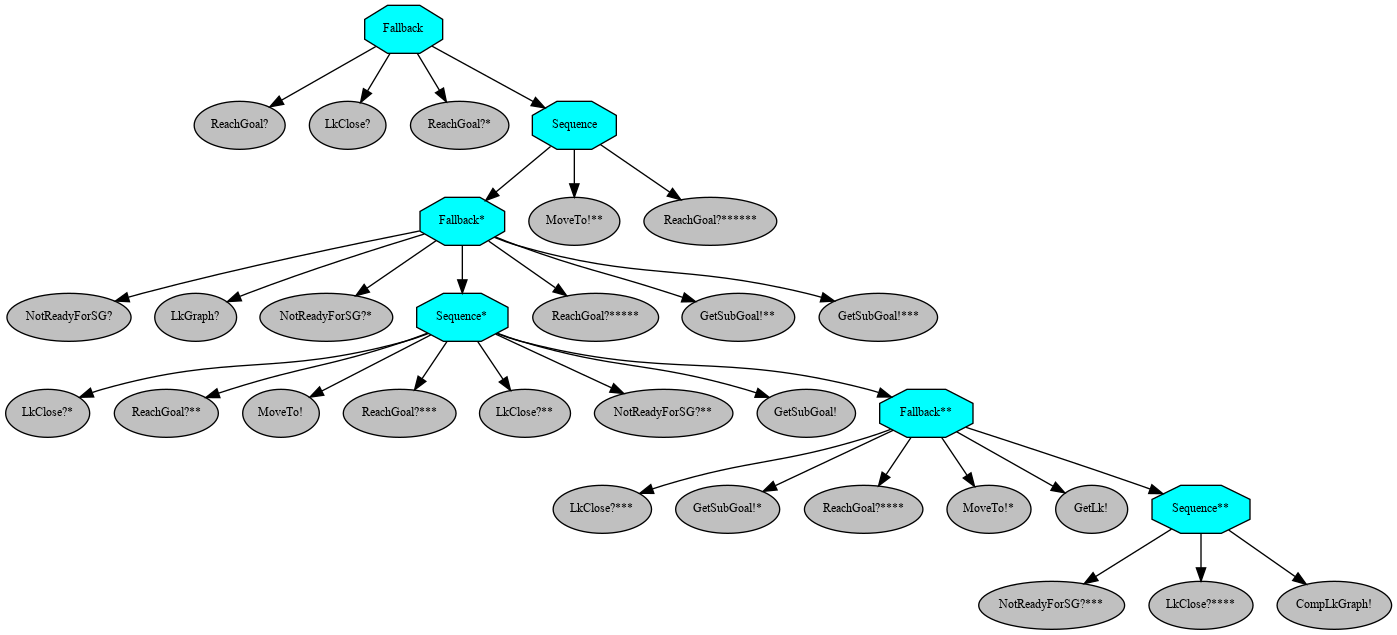 Fallback
ReachGoal?
LkClose?
ReachGoal?*
Sequence
Fallback*
MoveTo!**
ReachGoal?******
NotReadyForSG?
LkGraph?
NotReadyForSG?*
Sequence*
ReachGoal?*****
GetSubGoal!**
GetSubGoal!***
LkClose?*
ReachGoal?**
MoveTo!
ReachGoal?***
LkClose?**
NotReadyForSG?**
GetSubGoal!
Fallback**
LkClose?***
GetSubGoal!*
ReachGoal?****
MoveTo!*
GetLk!
Sequence**
NotReadyForSG?***
LkClose?****
CompLkGraph!